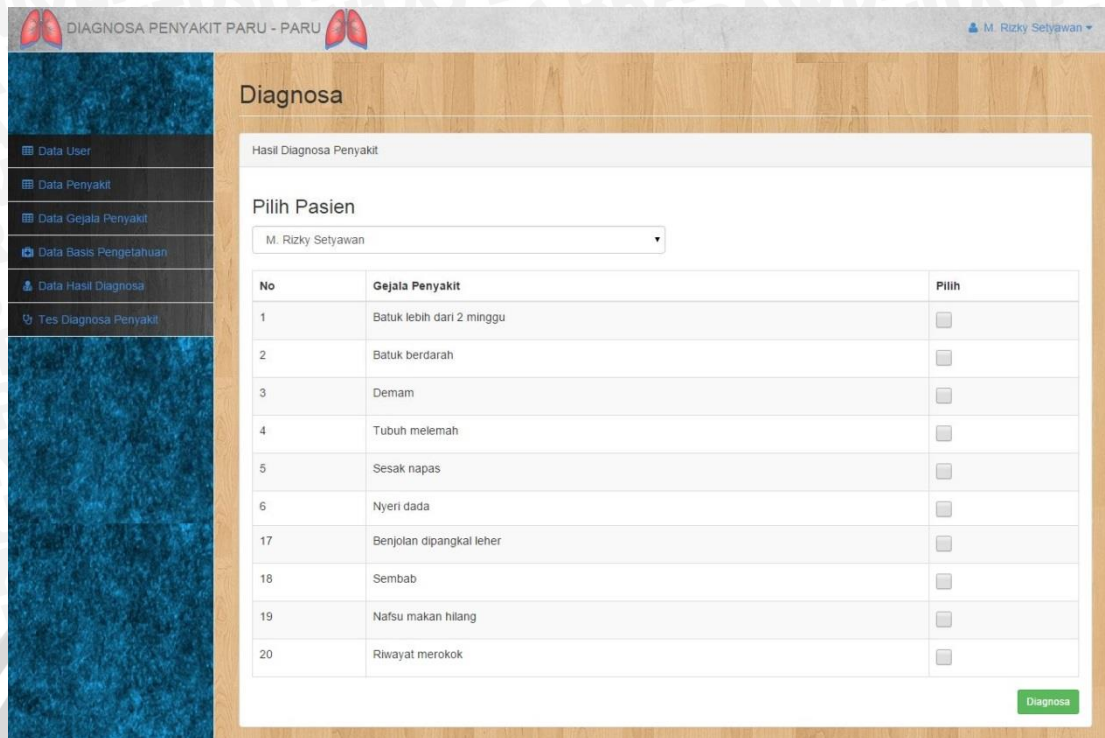 DIAGNOSA PENYAKIT PARU - PARU
M. Rizky Setyawan
Diagnosa
Data User
Data Penyakit
Data Gejala Penyakit
Data Basis Pengetahuan
Data Hasil Diagnosa
Tes Diagnosa Penyakit
Hasil Diagnosa Penyakit
Pilih Pasien
M. Rizky Setyawan
No Gejala Penyakit Pilih
1 Batuk lebih dari 2 minggu
2 Batuk berdarah
3 Demam
4 Tubuh melemah
5 Sesak napas
6 Nyeri dada
17 Benjolan dipangkal leher
18 Sembab
19 Nafsu makan hilang
20 Riwayat merokok
Diagnosa